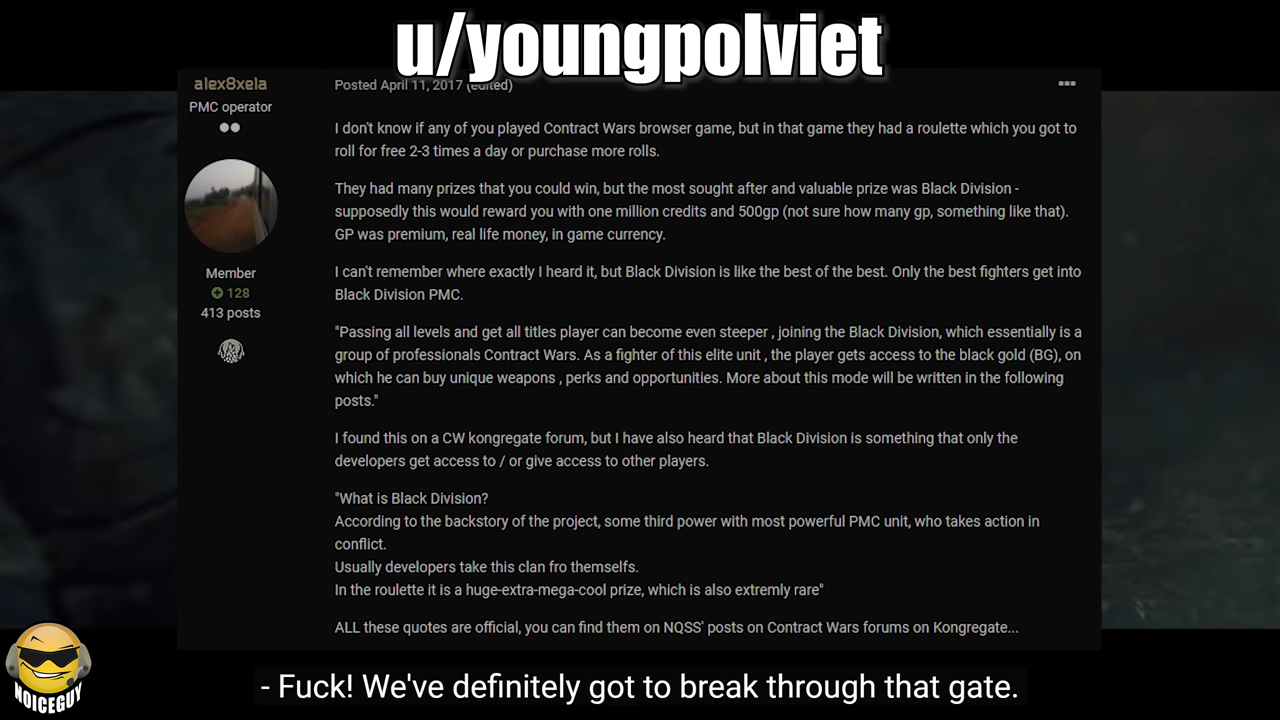 u/youngpolviet
alex8xela
Posted April 11, 2017 (edited)
PMC operator
I don't know if any of you played Contract Wars browser game, but in that game they had a roulette which you got to
roll for free 2-3 times a day or purchase more rolls.
They had many prizes that you could win, but the most sought after and valuable prize was Black Division -
supposedly this would reward you with one million credits and 500gp (not sure how many gp, something like that).
GP was premium, real life money, in game currency.
Member
128
413 posts
I can't remember where exactly I heard it, but Black Division is like the best of the best. Only the best fighters get into
Black Division PMC.
"Passing all levels and get all titles player can become even steeper , joining the Black Division, which essentially is a
group of professionals Contract Wars. As a fighter of this elite unit , the player gets access to the black gold (BG), on
which he can buy unique weapons , perks and opportunities. More about this mode will be written in the following
posts."
I found this on a CW kongregate forum, but I have also heard that Black Division is something that only the
developers get access to / or give access to other players.
"What is Black Division?
According to the backstory of the project, some third power with most powerful PMC unit, who takes action in
conflict.
Usually developers take this clan fro themselfs.
In the roulette it is a huge-extra-mega-cool prize, which is also extremly rare"
ALL these quotes are official, you can find them on NQSS' posts on Contract Wars forums on Kongregate...
NOICEGUY
- Fuck! We've definitely got to break through that gate.